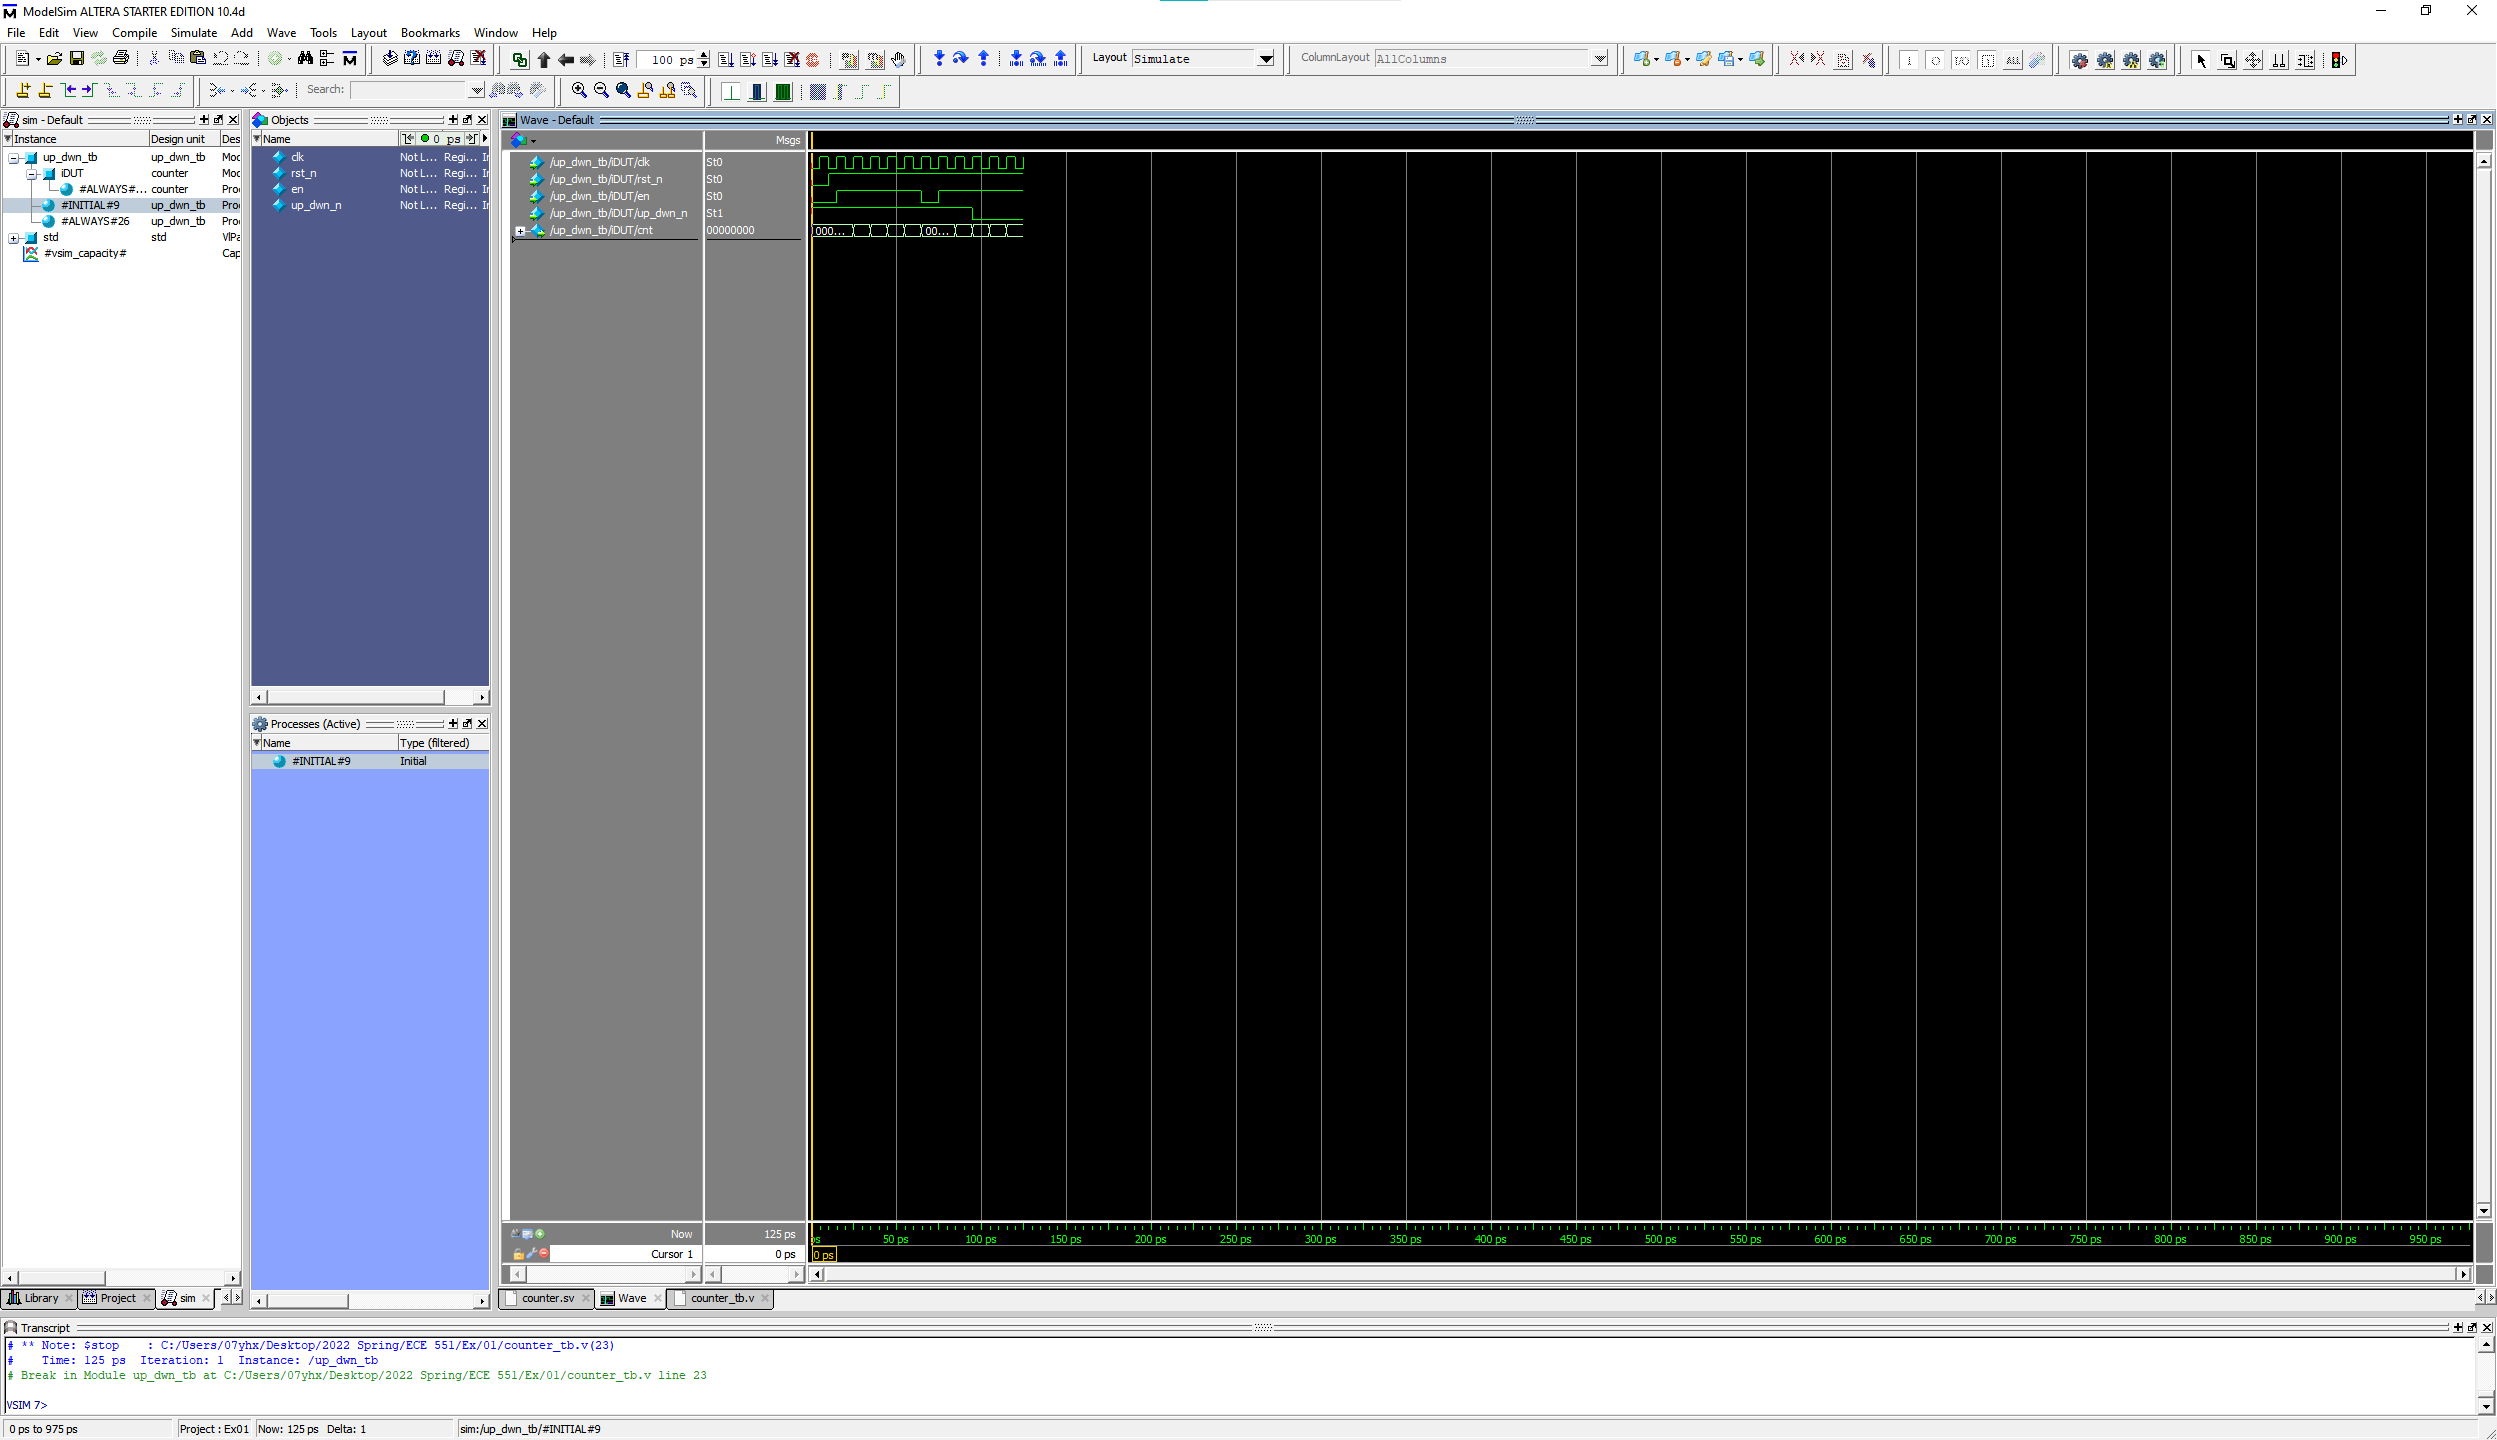 ModelSim ALTERA STARTER EDITION 10.4d
File Edit View Compile Simulate Add Wave Tools Layout Bookmarks Window Help
100 ps
Layout Simulate
ColumnLayout AllColumns
Search:
sim - Default
Instance Design unit Des
up_dwn_tb up_dwn_tb Moc
iDUT counter Moc
#ALWAYS#... counter Proc
#INITIAL#9 up_dwn_tb Proc
#ALWAYS#26 up_dwn_tb Proc
std std VlPa
#vsim_capacity# Cap
Library Project sim
Objects
Name 0 ps
clk Not L... Regi... Ir
rst_n Not L... Regi... Ir
en Not L... Regi... Ir
up_dwn_n Not L... Regi... Ir
Processes (Active)
Name Type (filtered)
#INITIAL#9 Initial
Wave - Default
Msgs
/up_dwn_tb/iDUT/clk St0
/up_dwn_tb/iDUT/rst_n St0
/up_dwn_tb/iDUT/en St0
/up_dwn_tb/iDUT/up_dwn_n St1
/up_dwn_tb/iDUT/cnt 00000000 000... 00...
Now 125 ps
ps 50 ps 100 ps 150 ps 200 ps 250 ps 300 ps 350 ps 400 ps 450 ps 500 ps 550 ps 600 ps 650 ps 700 ps 750 ps 800 ps 850 ps 900 ps 950 ps
Cursor 1 0 ps 0 ps
counter.sv Wave counter_tb.v
Transcript
# ** Note: $stop    : C:/Users/07yhx/Desktop/2022 Spring/ECE 551/Ex/01/counter_tb.v(23)
#    Time: 125 ps  Iteration: 1  Instance: /up_dwn_tb
# Break in Module up_dwn_tb at C:/Users/07yhx/Desktop/2022 Spring/ECE 551/Ex/01/counter_tb.v line 23
VSIM 7>
0 ps to 975 ps Project : Ex01 Now: 125 ps Delta: 1 sim:/up_dwn_tb/#INITIAL#9